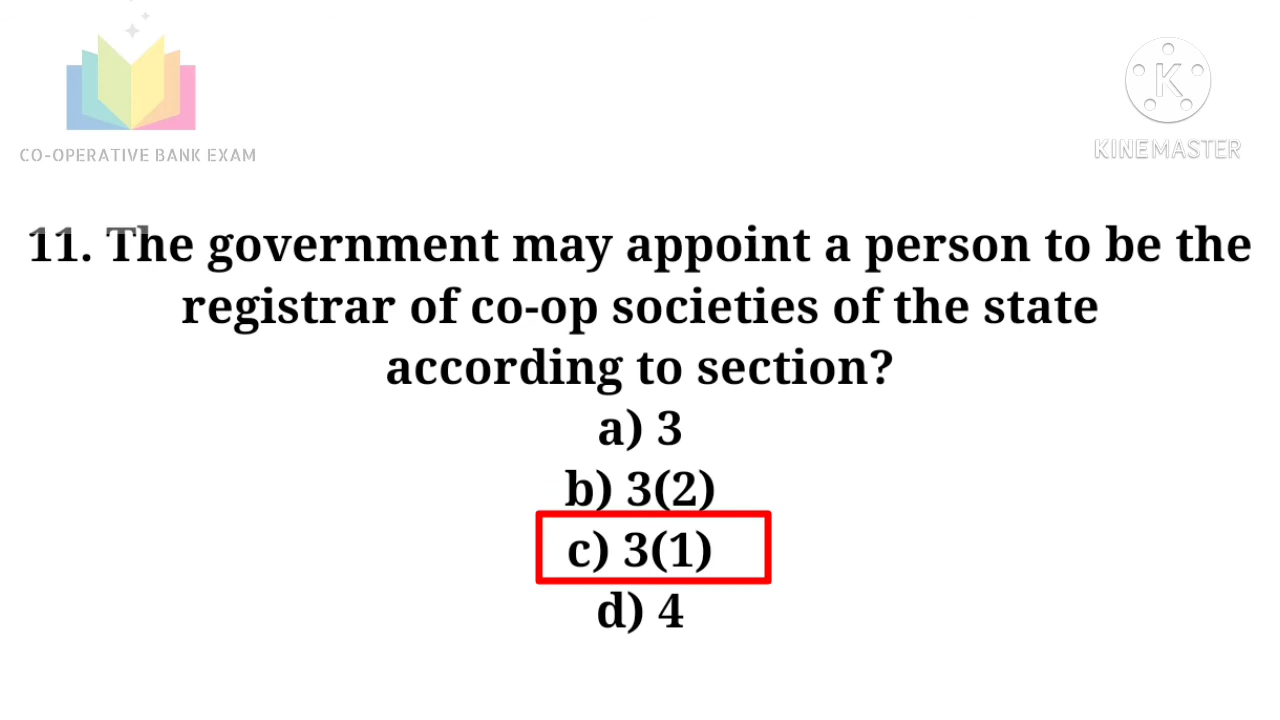 CO-OPERATIVE BANK EXAM
K
KINEMASTER
11. The government may appoint a person to be the
registrar of co-op societies of the state
according to section?
a) 3
b) 3(2)
c) 3(1)
d) 4